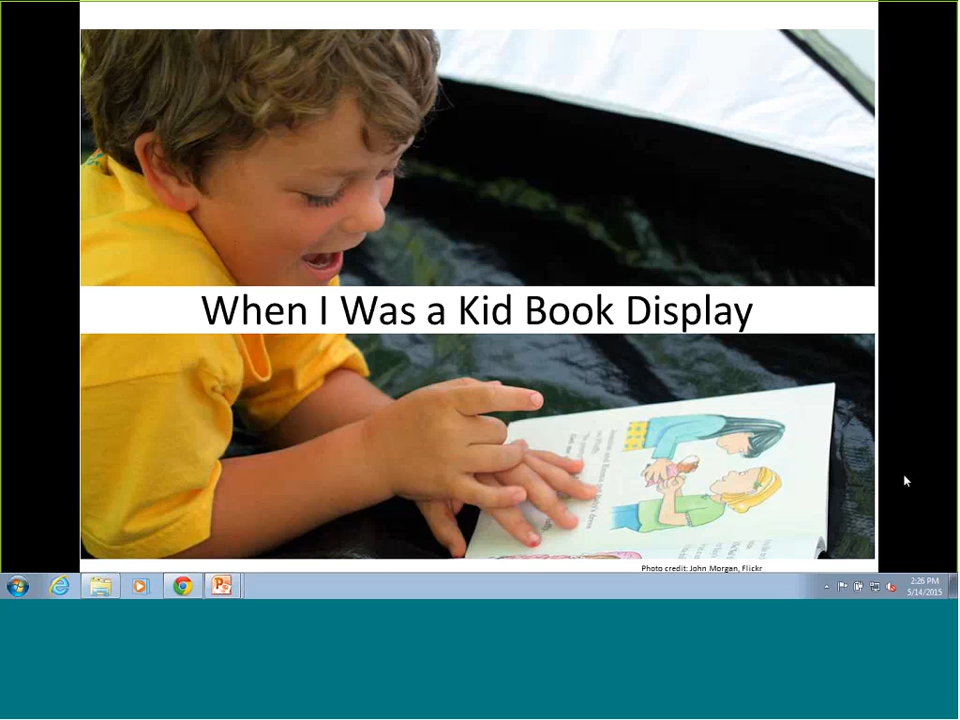 When I Was a Kid Book Display
Photo credit: John Morgan, Flickr
2:26 PM
5/14/2015